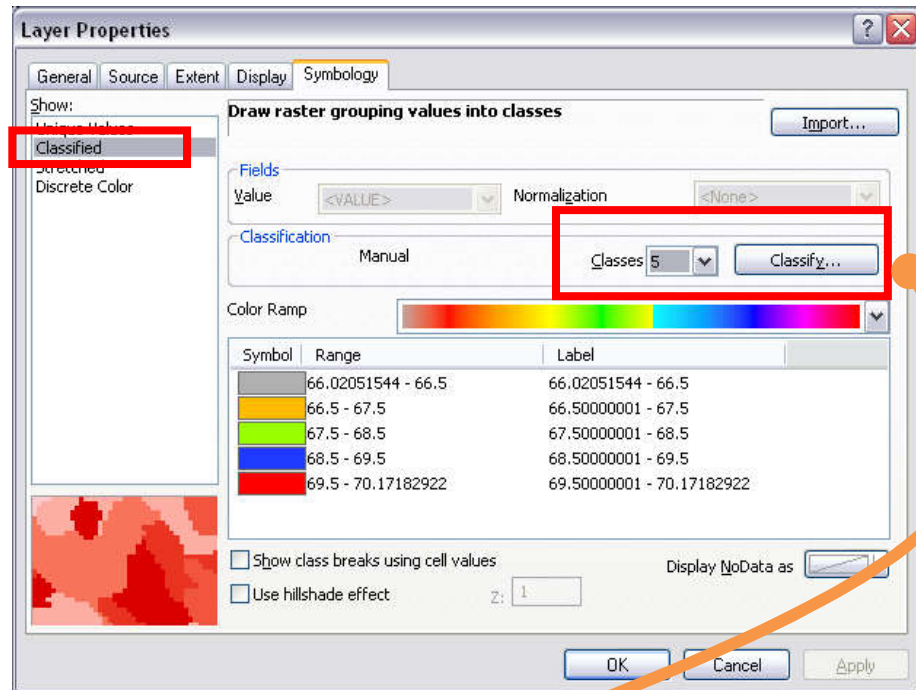 Layer Properties
General Source Extent Display Symbology
Show:
Unique Values
Classified
Stretched
Discrete Color
Draw raster grouping values into classes
Import...
Fields
Value <VALUE> Normalization <None>
Classification
Manual Classes 5 Classify...
Color Ramp
Symbol Range Label
66.02051544 - 66.5 66.02051544 - 66.5
66.5 - 67.5 66.50000001 - 67.5
67.5 - 68.5 67.50000001 - 68.5
68.5 - 69.5 68.50000001 - 69.5
69.5 - 70.17182922 69.50000001 - 70.17182922
Show class breaks using cell values
Display NoData as
Use hillshade effect Z: 1
OK Cancel Apply